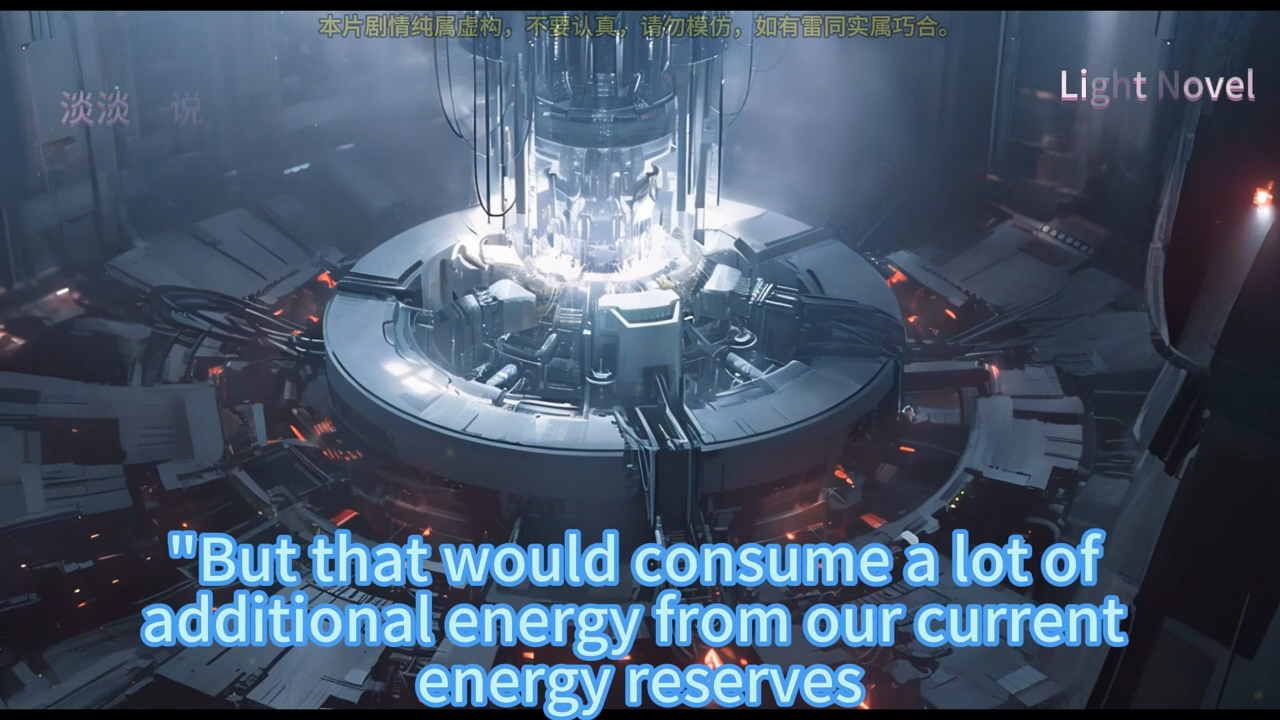 本片剧情纯属虚构，不要认真，请勿模仿，如有雷同实属巧合。
Light Novel
淡淡 说
"But that would consume a lot of
additional energy from our current
energy reserves